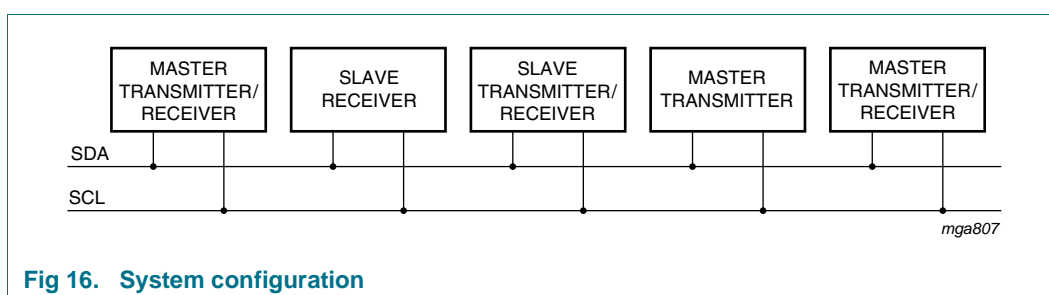 MASTER
TRANSMITTER/
RECEIVER
SLAVE
RECEIVER
SLAVE
TRANSMITTER/
RECEIVER
MASTER
TRANSMITTER
MASTER
TRANSMITTER/
RECEIVER
SDA
SCL
mga807
Fig 16. System configuration